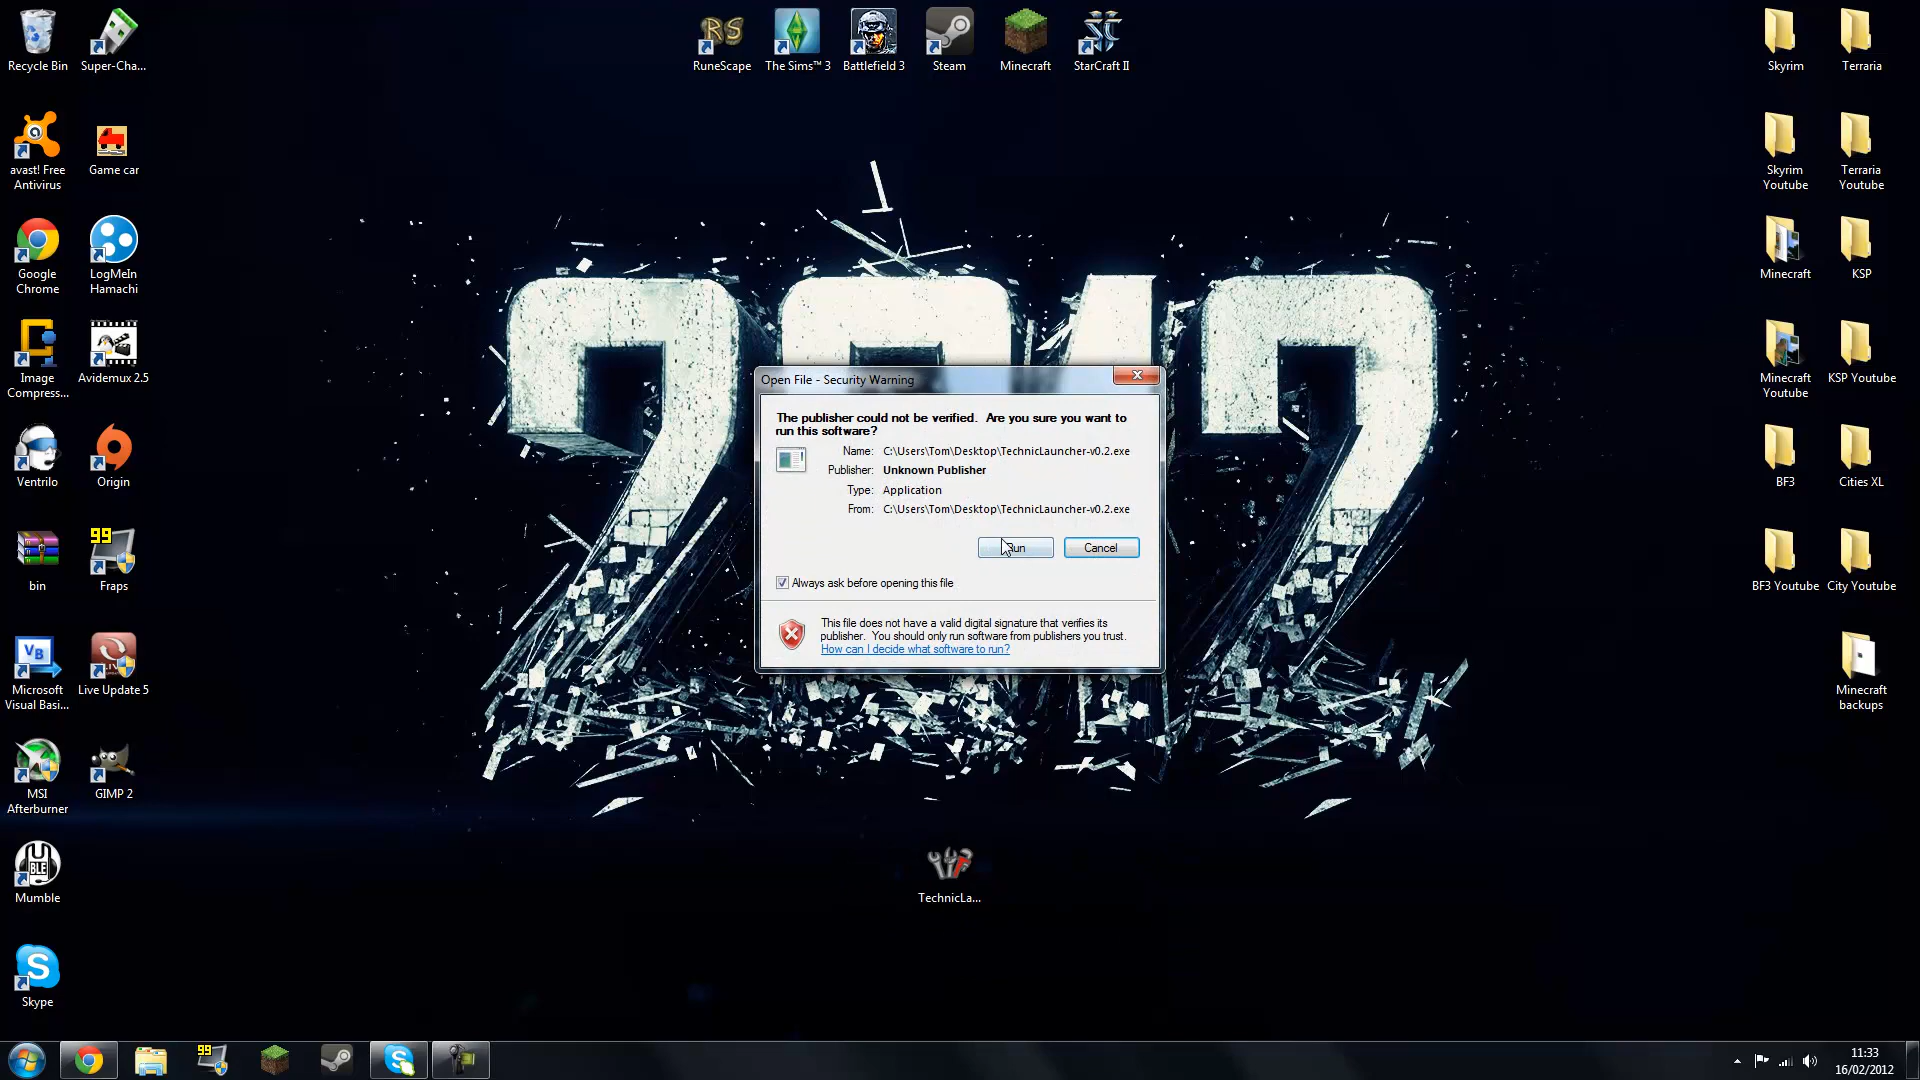 Recycle Bin
Super-Cha...
RuneScape
The Sims™ 3
Battlefield 3
Steam
Minecraft
StarCraft II
Skyrim
Terraria
avast! Free
Antivirus
Game car
Skyrim
Youtube
Terraria
Youtube
Google
Chrome
LogMeIn
Hamachi
Minecraft
KSP
Image
Compress...
Avidemux 2.5
Minecraft
Youtube
KSP Youtube
Ventrilo
Origin
BF3
Cities XL
bin
99
Fraps
BF3 Youtube
City Youtube
Microsoft
Visual Basi...
Live Update 5
Minecraft
backups
MSI
Afterburner
GIMP 2
Mumble
Skype
2012
Open File - Security Warning
The publisher could not be verified.  Are you sure you want to
run this software?
Name: C:\Users\Tom\Desktop\TechnicLauncher-v0.2.exe
Publisher: Unknown Publisher
Type: Application
From: C:\Users\Tom\Desktop\TechnicLauncher-v0.2.exe
Cancel
Always ask before opening this file
This file does not have a valid digital signature that verifies its
publisher.  You should only run software from publishers you trust.
How can I decide what software to run?
TechnicLa...
99
11:33
16/02/2012